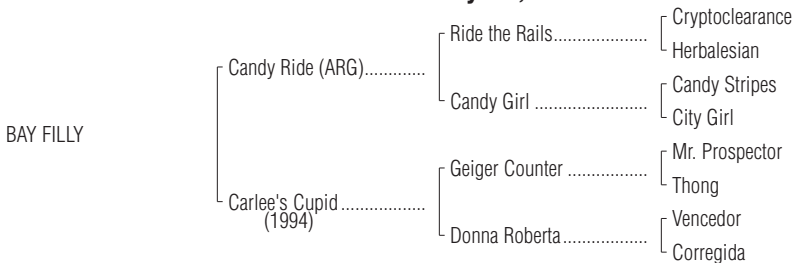 Cryptoclearance
Ride the Rails....................
Herbalesian
Candy Ride (ARG).............
Candy Stripes
Candy Girl ........................
City Girl
BAY FILLY
Mr. Prospector
Geiger Counter .................
Thong
Carlee's Cupid ..................
(1994)
Vencedor
Donna Roberta..................
Corregida